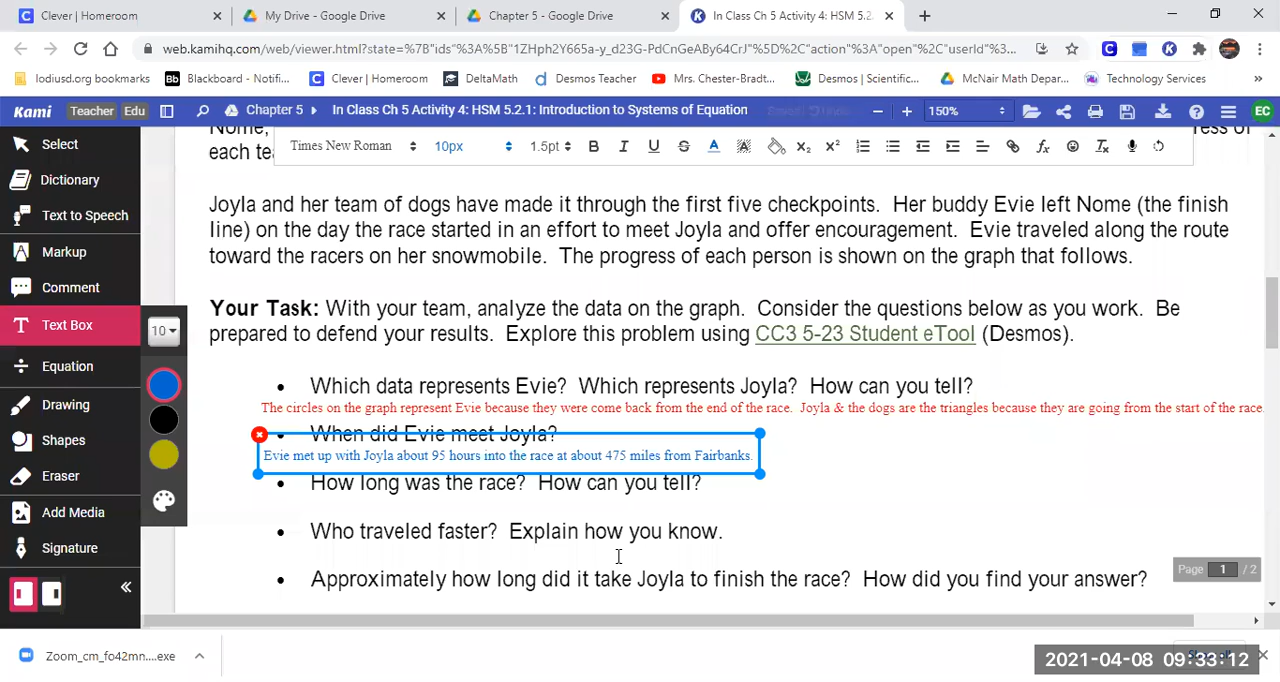 Clever | Homeroom
My Drive - Google Drive
Chapter 5 - Google Drive
In Class Ch 5 Activity 4: HSM 5.2.
web.kamihq.com/web/viewer.html?state=%7B"ids"%3A%5B"1ZHph2Y665a-y_d23G-PdCnGeABy64CrJ"%5D%2C"action"%3A"open"%2C"userId"%3...
lodiusd.org bookmarks
Blackboard - Notifi...
Clever | Homeroom
DeltaMath
Desmos Teacher
Mrs. Chester-Bradt...
Desmos | Scientific...
McNair Math Depar...
Technology Services
Kami
Teacher
Edu
Chapter 5
In Class Ch 5 Activity 4: HSM 5.2.1: Introduction to Systems of Equation
150%
EC
Select
Dictionary
Text to Speech
Markup
Comment
Text Box
Equation
Drawing
Shapes
Eraser
Add Media
Signature
10
Nome,
each tea
Times New Roman
10px
1.5pt
B I U S A
Joyla and her team of dogs have made it through the first five checkpoints. Her buddy Evie left Nome (the finish
line) on the day the race started in an effort to meet Joyla and offer encouragement. Evie traveled along the route
toward the racers on her snowmobile. The progress of each person is shown on the graph that follows.
Your Task: With your team, analyze the data on the graph. Consider the questions below as you work. Be
prepared to defend your results. Explore this problem using CC3 5-23 Student eTool (Desmos).
• Which data represents Evie? Which represents Joyla? How can you tell?
The circles on the graph represent Evie because they were come back from the end of the race. Joyla & the dogs are the triangles because they are going from the start of the race.
• When did Evie meet Joyla?
Evie met up with Joyla about 95 hours into the race at about 475 miles from Fairbanks.
• How long was the race? How can you tell?
• Who traveled faster? Explain how you know.
• Approximately how long did it take Joyla to finish the race? How did you find your answer?
Page 1 / 2
Zoom_cm_fo42mn....exe
2021-04-08 09:33:12